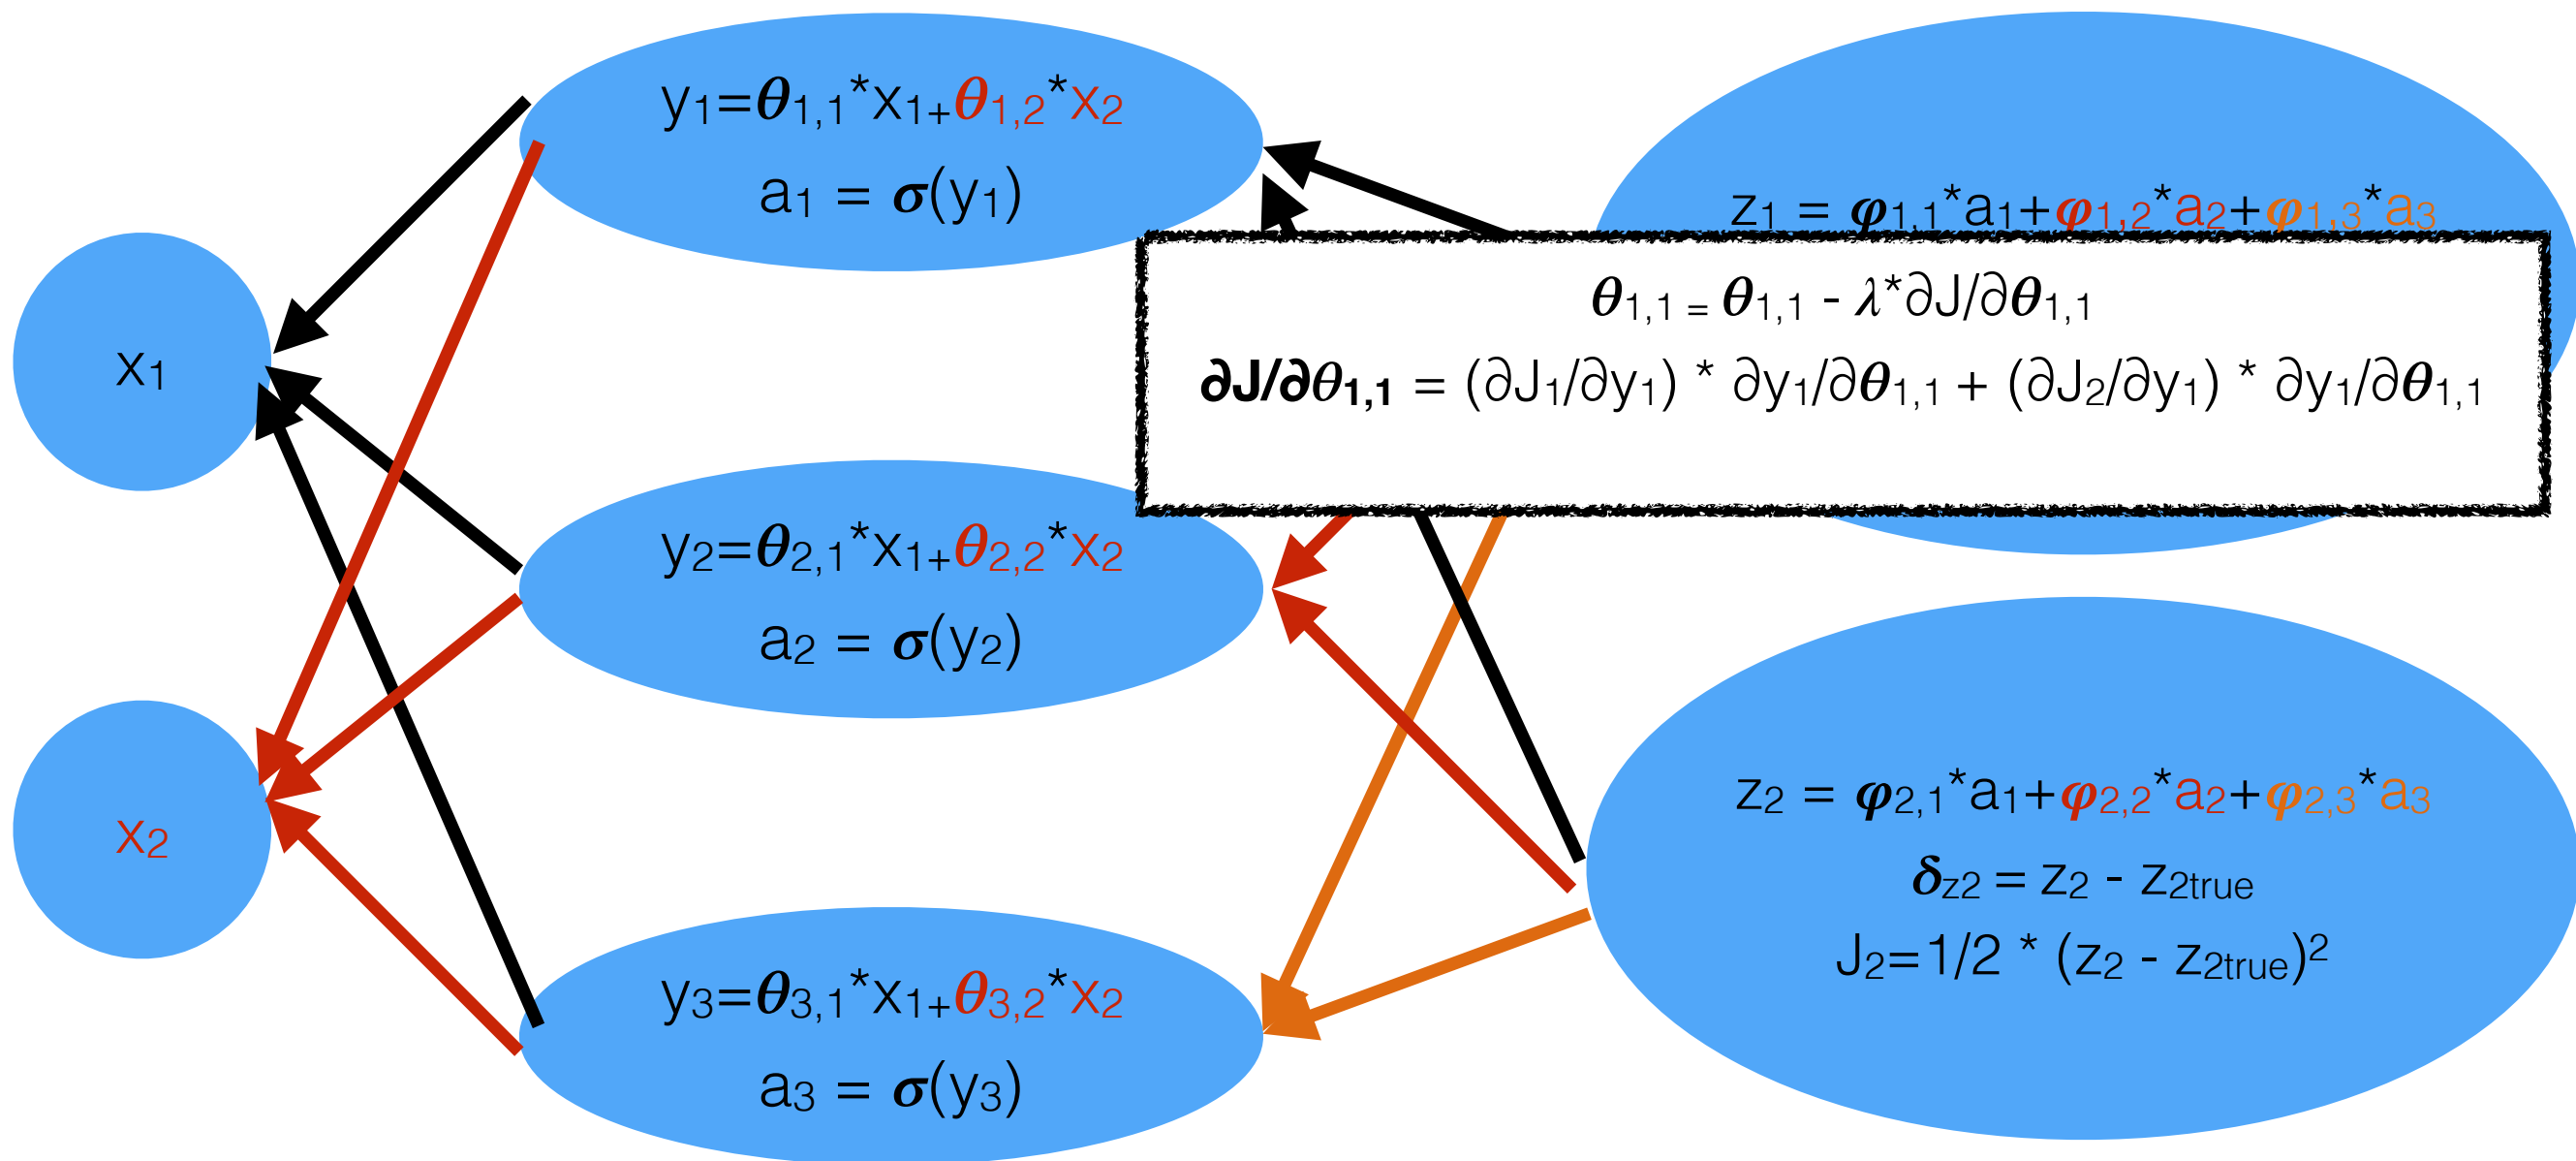 x₁
x₂
y₁=θ₁,₁*x₁₊θ₁,₂*x₂
a₁ = σ(y₁)
y₂=θ₂,₁*x₁₊θ₂,₂*x₂
a₂ = σ(y₂)
y₃=θ₃,₁*x₁₊θ₃,₂*x₂
a₃ = σ(y₃)
z₁ = φ₁,₁*a₁+φ₁,₂*a₂+φ₁,₃*a₃
θ₁,₁ ₌ θ₁,₁ - λ*∂J/∂θ₁,₁
∂J/∂θ₁,₁ = (∂J₁/∂y₁) * ∂y₁/∂θ₁,₁ + (∂J₂/∂y₁) * ∂y₁/∂θ₁,₁
z₂ = φ₂,₁*a₁+φ₂,₂*a₂+φ₂,₃*a₃
δz₂ = z₂ - z₂true
J₂=1/2 * (z₂ - z₂true)²